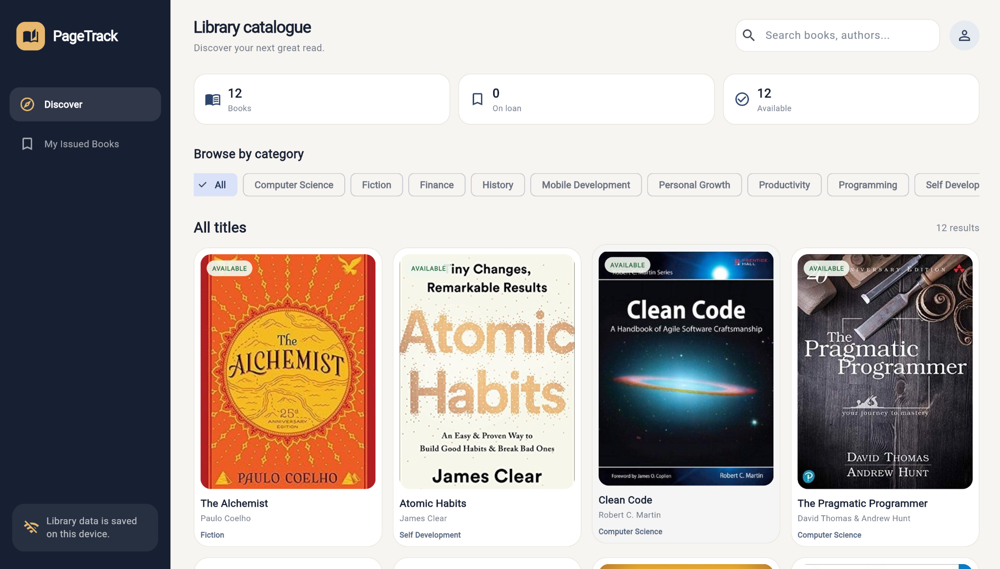 PageTrack
Discover
My Issued Books
Library data is saved
on this device.
Library catalogue
Discover your next great read.
Search books, authors...
12
Books
0
On loan
12
Available
Browse by category
All
Computer Science
Fiction
Finance
History
Mobile Development
Personal Growth
Productivity
Programming
Self Develop
All titles
12 results
AVAILABLE
The
ALCHEMIST
25th
ANNIVERSARY
EDITION
PAULO COELHO
The Alchemist
Paulo Coelho
Fiction
AVAILABLE
Tiny Changes,
Remarkable Results
Atomic
Habits
An Easy & Proven Way to
Build Good Habits & Break Bad Ones
James Clear
Atomic Habits
James Clear
Self Development
AVAILABLE
PRENTICE
HALL
Robert C. Martin Series
Clean Code
A Handbook of Agile Software Craftsmanship
Foreword by James O. Coplien
Robert C. Martin
Clean Code
Robert C. Martin
Computer Science
AVAILABLE
20
NIVERSARY EDITION
The
Pragmatic
Programmer
your journey to mastery
DAVID THOMAS
ANDREW HUNT
The Pragmatic Programmer
David Thomas & Andrew Hunt
Computer Science